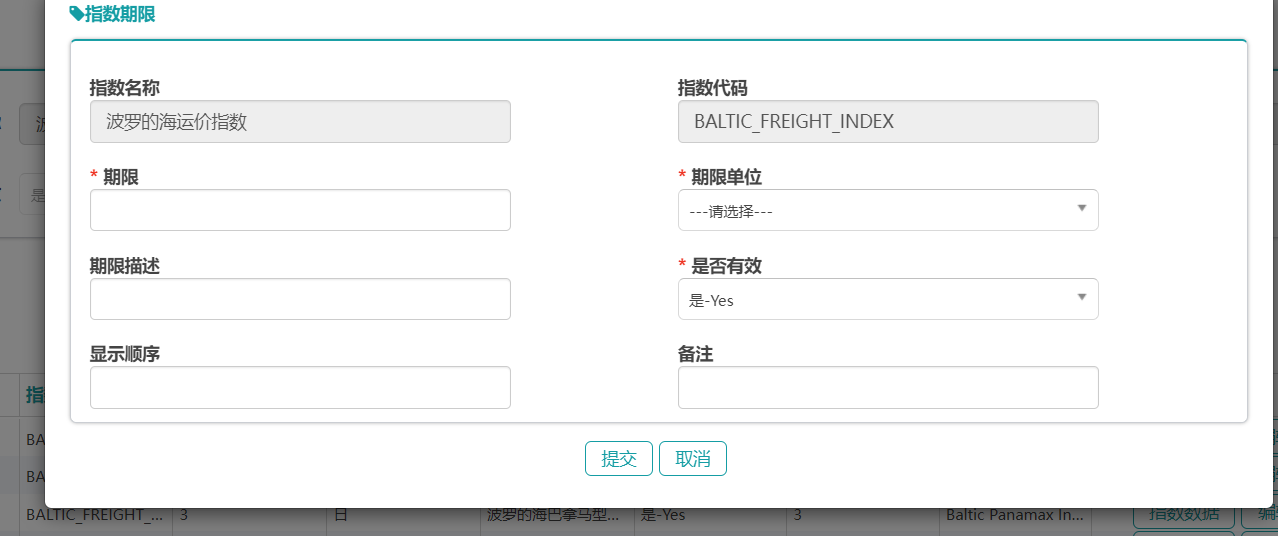 指数期限
指数名称
指数代码
波罗的海运价指数
BALTIC_FREIGHT_INDEX
* 期限
* 期限单位
---请选择---
期限描述
* 是否有效
是-Yes
显示顺序
备注
提交 取消
BALTIC_FREIGHT_... 3 日 波罗的海巴拿马型... 是-Yes 3 Baltic Panamax In... 指数数据